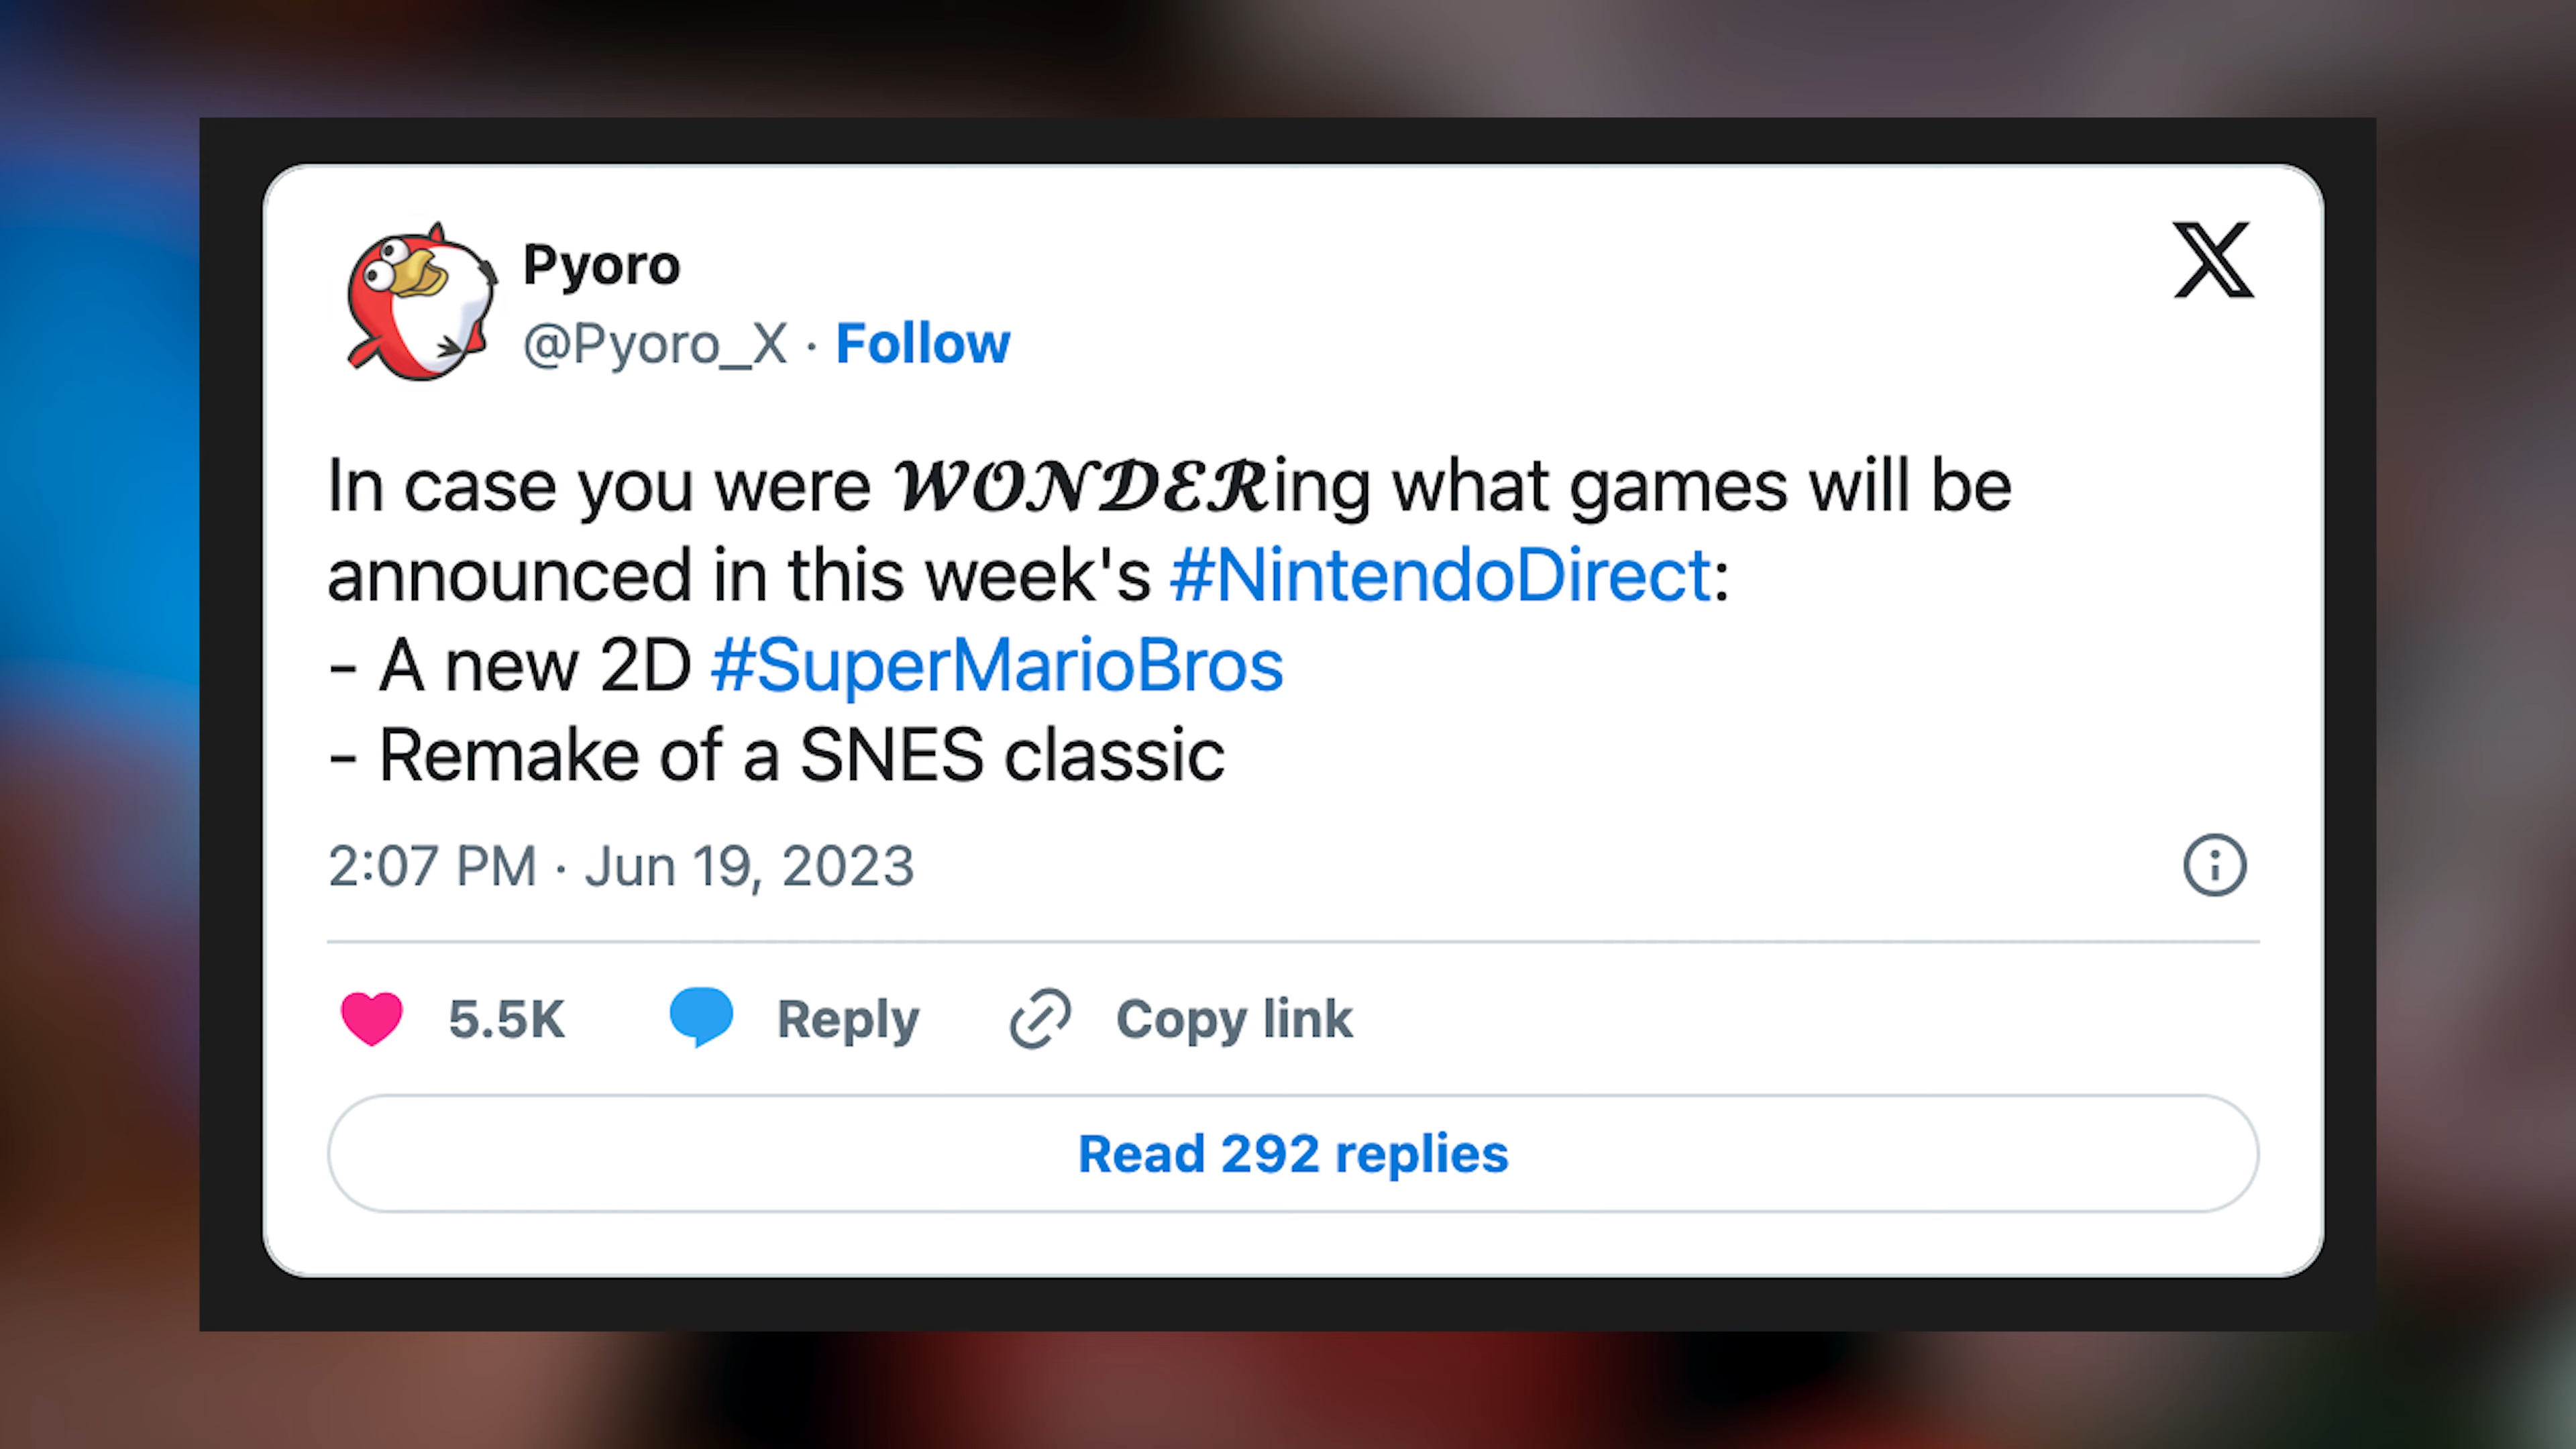 Pyoro
@Pyoro_X · Follow
In case you were 𝓦𝓞𝓝𝓓𝓔𝓡ing what games will be
announced in this week's #NintendoDirect:
- A new 2D #SuperMarioBros
- Remake of a SNES classic
2:07 PM · Jun 19, 2023
5.5K Reply Copy link
Read 292 replies